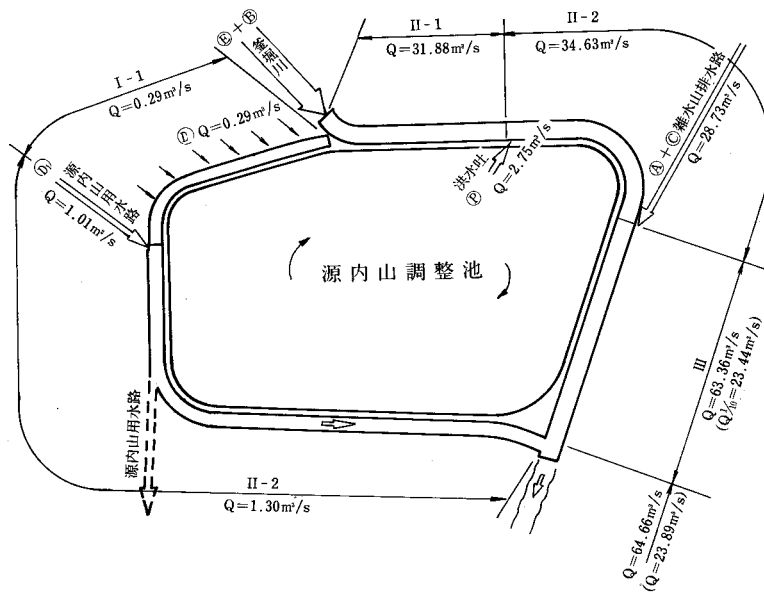 Ⓔ+Ⓑ
釜堀川
II-1
Q=31.88m³/s
II-2
Q=34.63m³/s
I-1
Q=0.29m³/s
Ⓔ Q=0.29m³/s
洪水吐
Ⓟ Q=2.75m³/s
Ⓐ+Ⓒ 雑水山排水路
Q=28.73m³/s
源内山用水路
Q=1.01m³/s
源内山調整池
III
Q=63.36m³/s
(Q⅒=23.44m³/s)
源内山用水路
II-2
Q=1.30m³/s
Q=64.66m³/s
(Q=23.89m³/s)